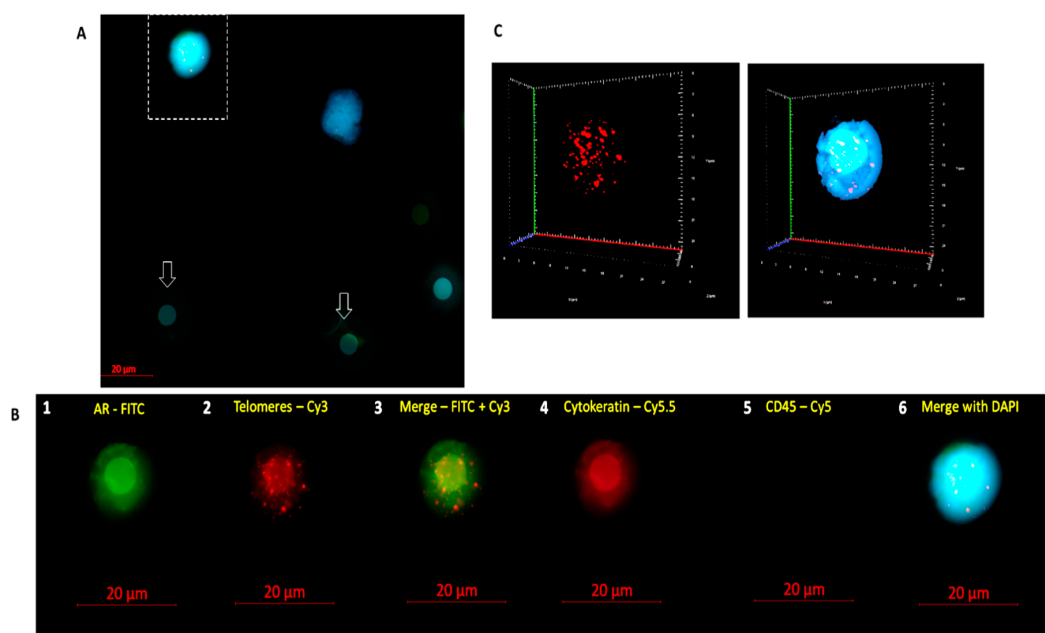 A
C
20 µm
B
1 AR - FITC
2 Telomeres – Cy3
3 Merge – FITC + Cy3
4 Cytokeratin – Cy5.5
5 CD45 – Cy5
6 Merge with DAPI
20 µm
20 µm
20 µm
20 µm
20 µm
20 µm